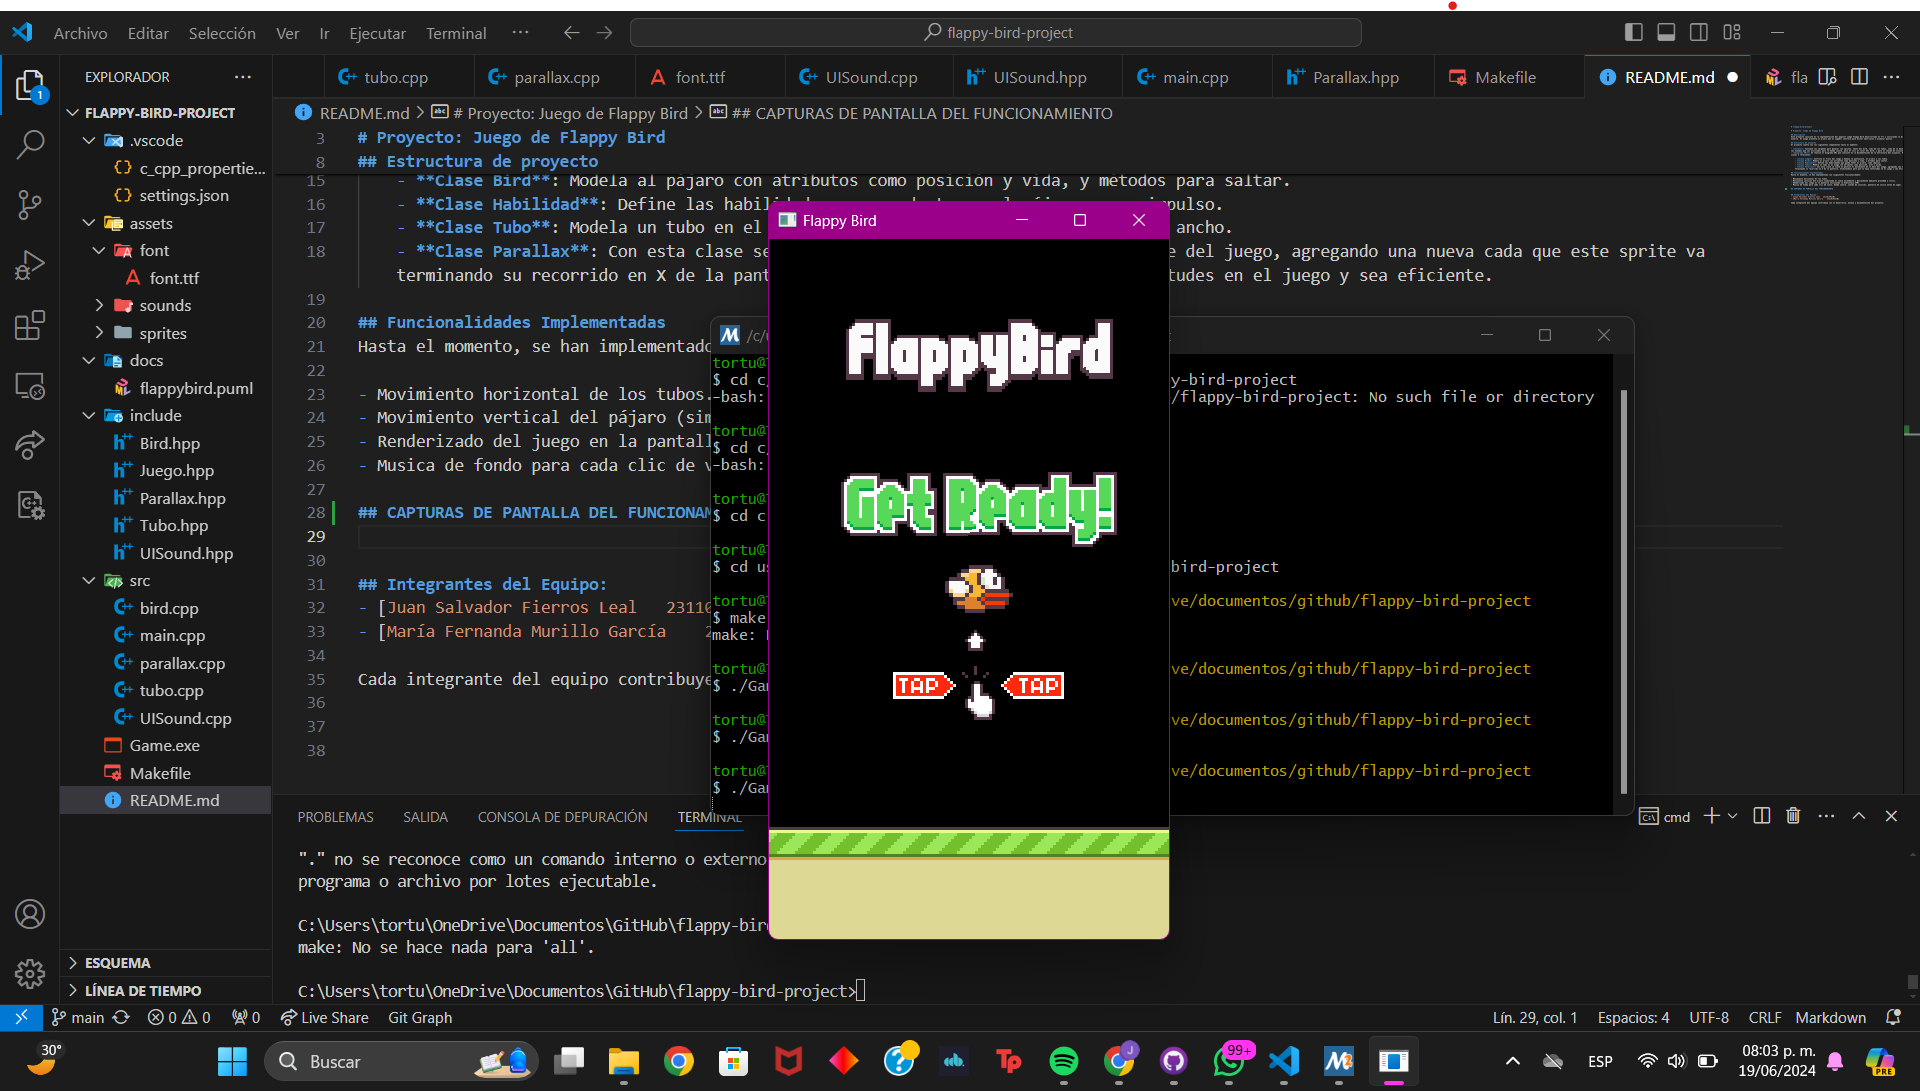 Archivo Editar Selección Ver Ir Ejecutar Terminal ··· flappy-bird-project
EXPLORADOR ···
tubo.cpp parallax.cpp font.ttf UISound.cpp UISound.hpp main.cpp Parallax.hpp Makefile README.md fla ···
README.md > # Proyecto: Juego de Flappy Bird > ## CAPTURAS DE PANTALLA DEL FUNCIONAMIENTO
FLAPPY-BIRD-PROJECT
.vscode
c_cpp_propertie...
settings.json
assets
font
font.ttf
sounds
sprites
docs
flappybird.puml
include
Bird.hpp
Juego.hpp
Parallax.hpp
Tubo.hpp
UISound.hpp
src
bird.cpp
main.cpp
parallax.cpp
tubo.cpp
UISound.cpp
Game.exe
Makefile
README.md
ESQUEMA
LÍNEA DE TIEMPO
3 # Proyecto: Juego de Flappy Bird
8 ## Estructura de proyecto
15 - **Clase Bird**: Modela al pájaro con atributos como posición y vida, y métodos para saltar.
16 - **Clase Habilidad**: Define las impulso.
17 - **Clase Tubo**: Modela un tubo en el ancho.
18 - **Clase Parallax**: Con esta clase se e del juego, agregando una nueva cada que este sprite va
terminando su recorrido en X de la pant tudes en el juego y sea eficiente.
19
20 ## Funcionalidades Implementadas
21 Hasta el momento, se han implementado
22
23 - Movimiento horizontal de los tubos.
24 - Movimiento vertical del pájaro (sim
25 - Renderizado del juego en la pantall
26 - Musica de fondo para cada clic de v
27
28 ## CAPTURAS DE PANTALLA DEL FUNCIONAM
29
30
31 ## Integrantes del Equipo:
32 - [Juan Salvador Fierros Leal 23110
33 - [María Fernanda Murillo García 2
34
35 Cada integrante del equipo contribuye
36
37
38
Flappy Bird
FlappyBird
Get Ready!
TAP TAP
/c/u
tortu@
$ cd c/ y-bird-project
-bash: /flappy-bird-project: No such file or directory
tortu@
$ cd c/
-bash:
tortu@
$ cd c
tortu@
$ cd us bird-project
tortu@ ve/documentos/github/flappy-bird-project
$ make
make:
tortu@ ve/documentos/github/flappy-bird-project
$ ./Gam
tortu@ ve/documentos/github/flappy-bird-project
$ ./Gam
tortu@ ve/documentos/github/flappy-bird-project
$ ./Gam
PROBLEMAS SALIDA CONSOLA DE DEPURACIÓN TERMINAL cmd ···
"." no se reconoce como un comando interno o externo
programa o archivo por lotes ejecutable.
C:\Users\tortu\OneDrive\Documentos\GitHub\flappy-bir
make: No se hace nada para 'all'.
C:\Users\tortu\OneDrive\Documentos\GitHub\flappy-bird-project>
main 0 0 0 Live Share Git Graph Lín. 29, col. 1 Espacios: 4 UTF-8 CRLF Markdown
30° Buscar 99+ ESP 08:03 p. m.
19/06/2024
PRE